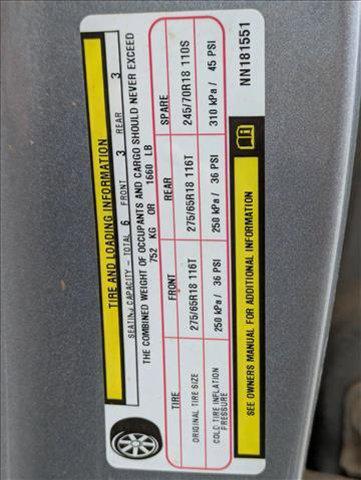 TIRE AND LOADING INFORMATION
SEATING CAPACITY - TOTAL 6 FRONT 3 REAR 3
THE COMBINED WEIGHT OF OCCUPANTS AND CARGO SHOULD NEVER EXCEED
752 KG OR 1660 LB
TIRE FRONT REAR SPARE
ORIGINAL TIRE SIZE 275/65R18 116T 275/65R18 116T 245/70R18 110S
COLD TIRE INFLATION PRESSURE 250 kPa / 36 PSI 250 kPa / 36 PSI 310 kPa / 45 PSI
SEE OWNERS MANUAL FOR ADDITIONAL INFORMATION NN181551